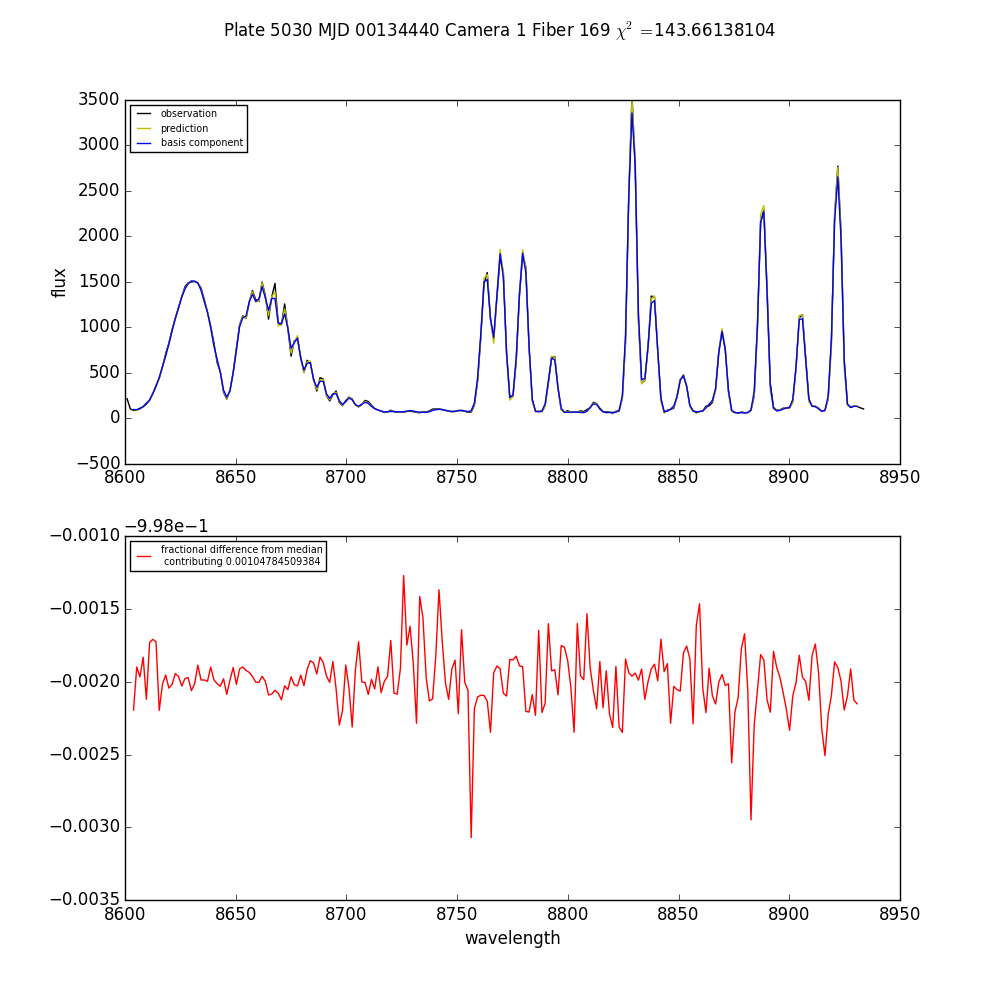 Plate 5030 MJD 00134440 Camera 1 Fiber 169 χ² =143.66138104
3500
3000
2500
2000
1500
1000
500
0
−500
flux
observation
prediction
basis component
8600 8650 8700 8750 8800 8850 8900 8950
−9.98e−1
−0.0010
−0.0015
−0.0020
−0.0025
−0.0030
−0.0035
fractional difference from median
contributing 0.00104784509384
8600 8650 8700 8750 8800 8850 8900 8950
wavelength